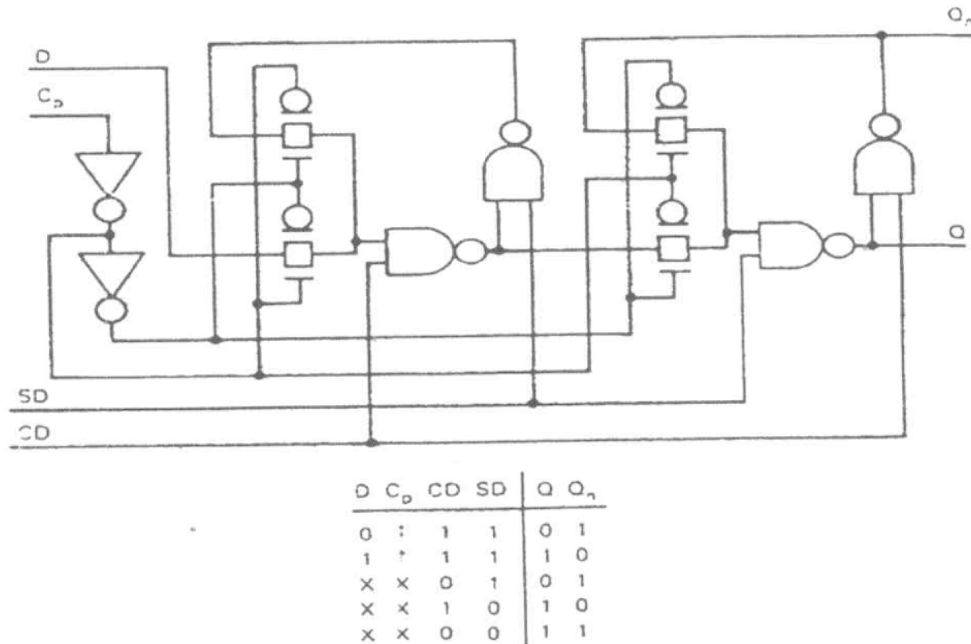 Qₙ
D
Cₚ
Q
SD
CD
D Cₚ CD SD Q Qₙ
0 1 1 0 1
1 ↑ 1 1 1 0
X X 0 1 0 1
X X 1 0 1 0
X X 0 0 1 1